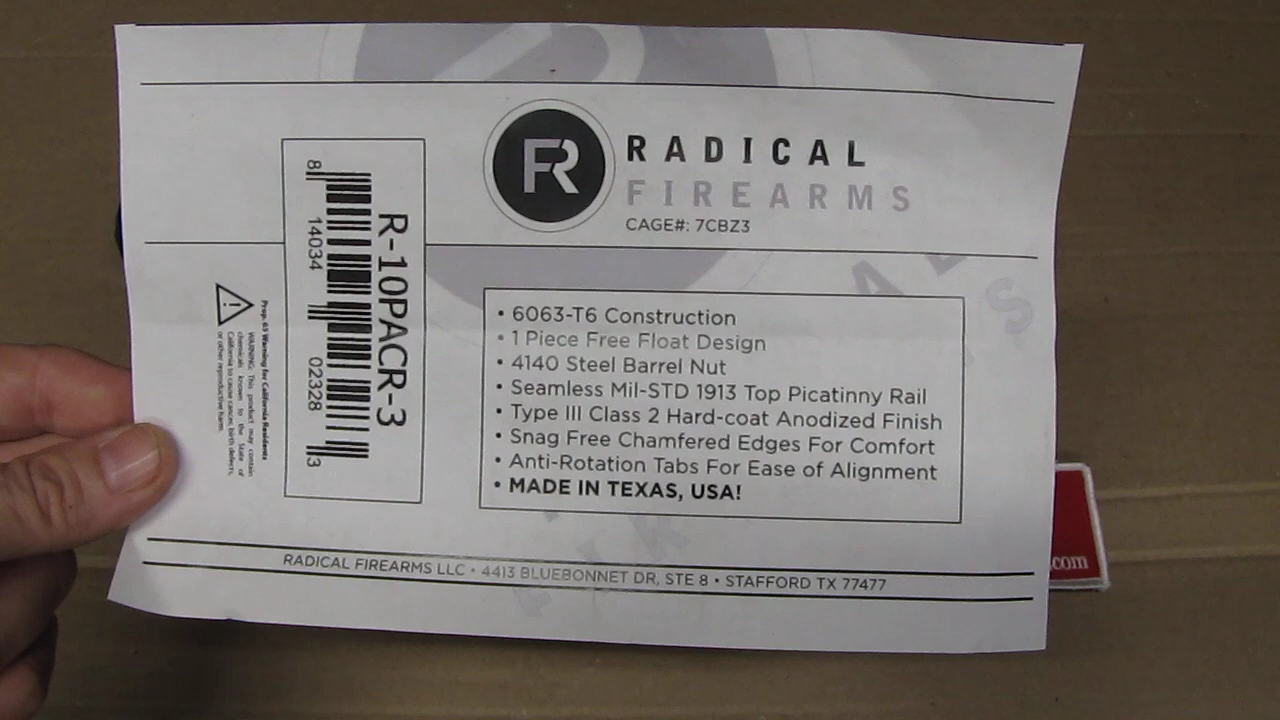 FR
RADICAL
FIREARMS
CAGE#: 7CBZ3
R-10PACR-3
8 14034 02328 3
Prop. 65 Warning for California Residents
WARNING: This product may contain
chemicals known to the State of
California to cause cancer, birth defects,
or other reproductive harm.
• 6063-T6 Construction
• 1 Piece Free Float Design
• 4140 Steel Barrel Nut
• Seamless Mil-STD 1913 Top Picatinny Rail
• Type III Class 2 Hard-coat Anodized Finish
• Snag Free Chamfered Edges For Comfort
• Anti-Rotation Tabs For Ease of Alignment
• MADE IN TEXAS, USA!
RADICAL FIREARMS LLC • 4413 BLUEBONNET DR, STE 8 • STAFFORD TX 77477
.com